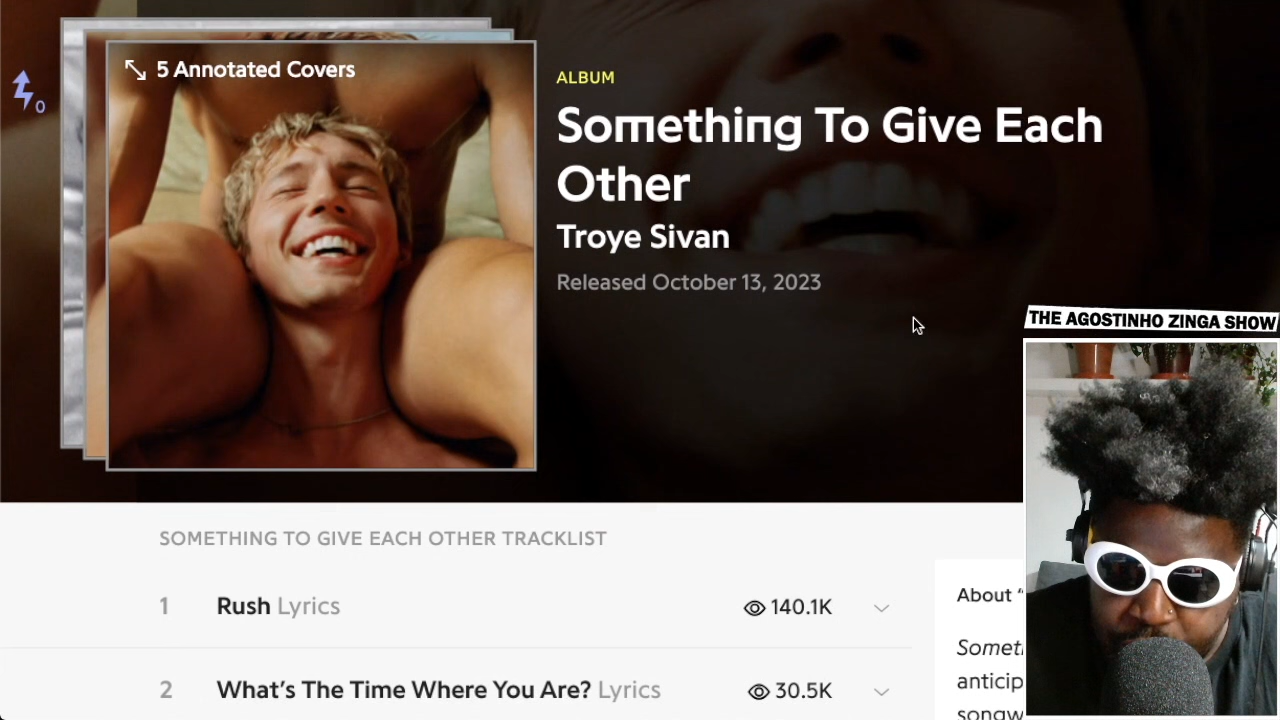 5 Annotated Covers
0
ALBUM
Something To Give Each
Other
Troye Sivan
Released October 13, 2023
THE AGOSTINHO ZINGA SHOW
SOMETHING TO GIVE EACH OTHER TRACKLIST
1 Rush Lyrics 140.1K
2 What's The Time Where You Are? Lyrics 30.5K
About “